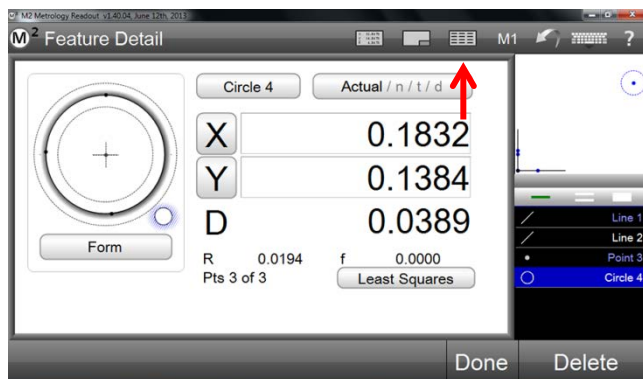 M2 Metrology Readout v1.40.04, June 12th, 2013
M² Feature Detail
M1
?
Circle 4
Actual / n / t / d
X 0.1832
Y 0.1384
D 0.0389
R 0.0194 f 0.0000
Pts 3 of 3
Least Squares
Form
Line 1
Line 2
Point 3
Circle 4
Done
Delete